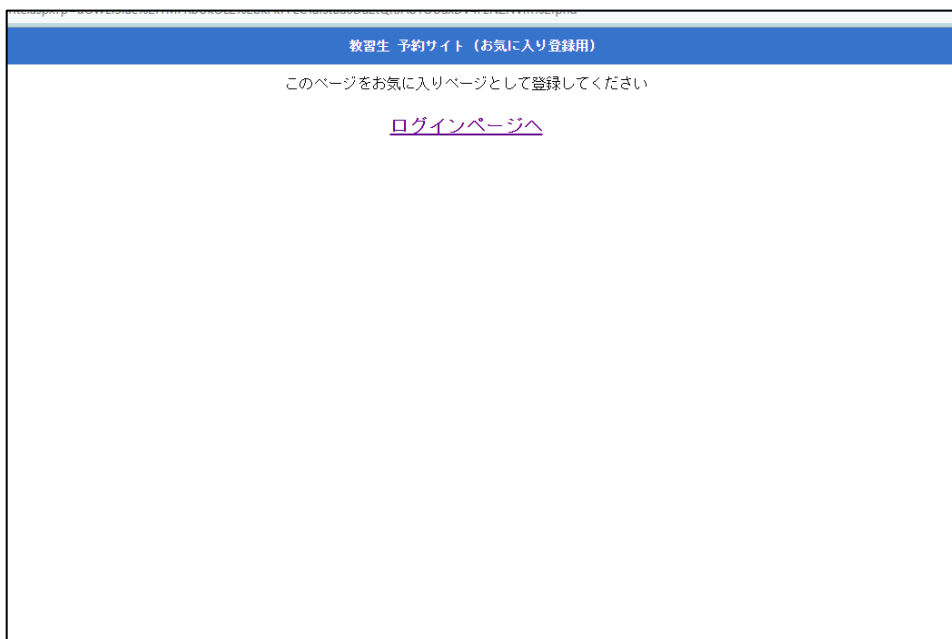 教習生 予約サイト（お気に入り登録用）
このページをお気に入りページとして登録してください
ログインページへ